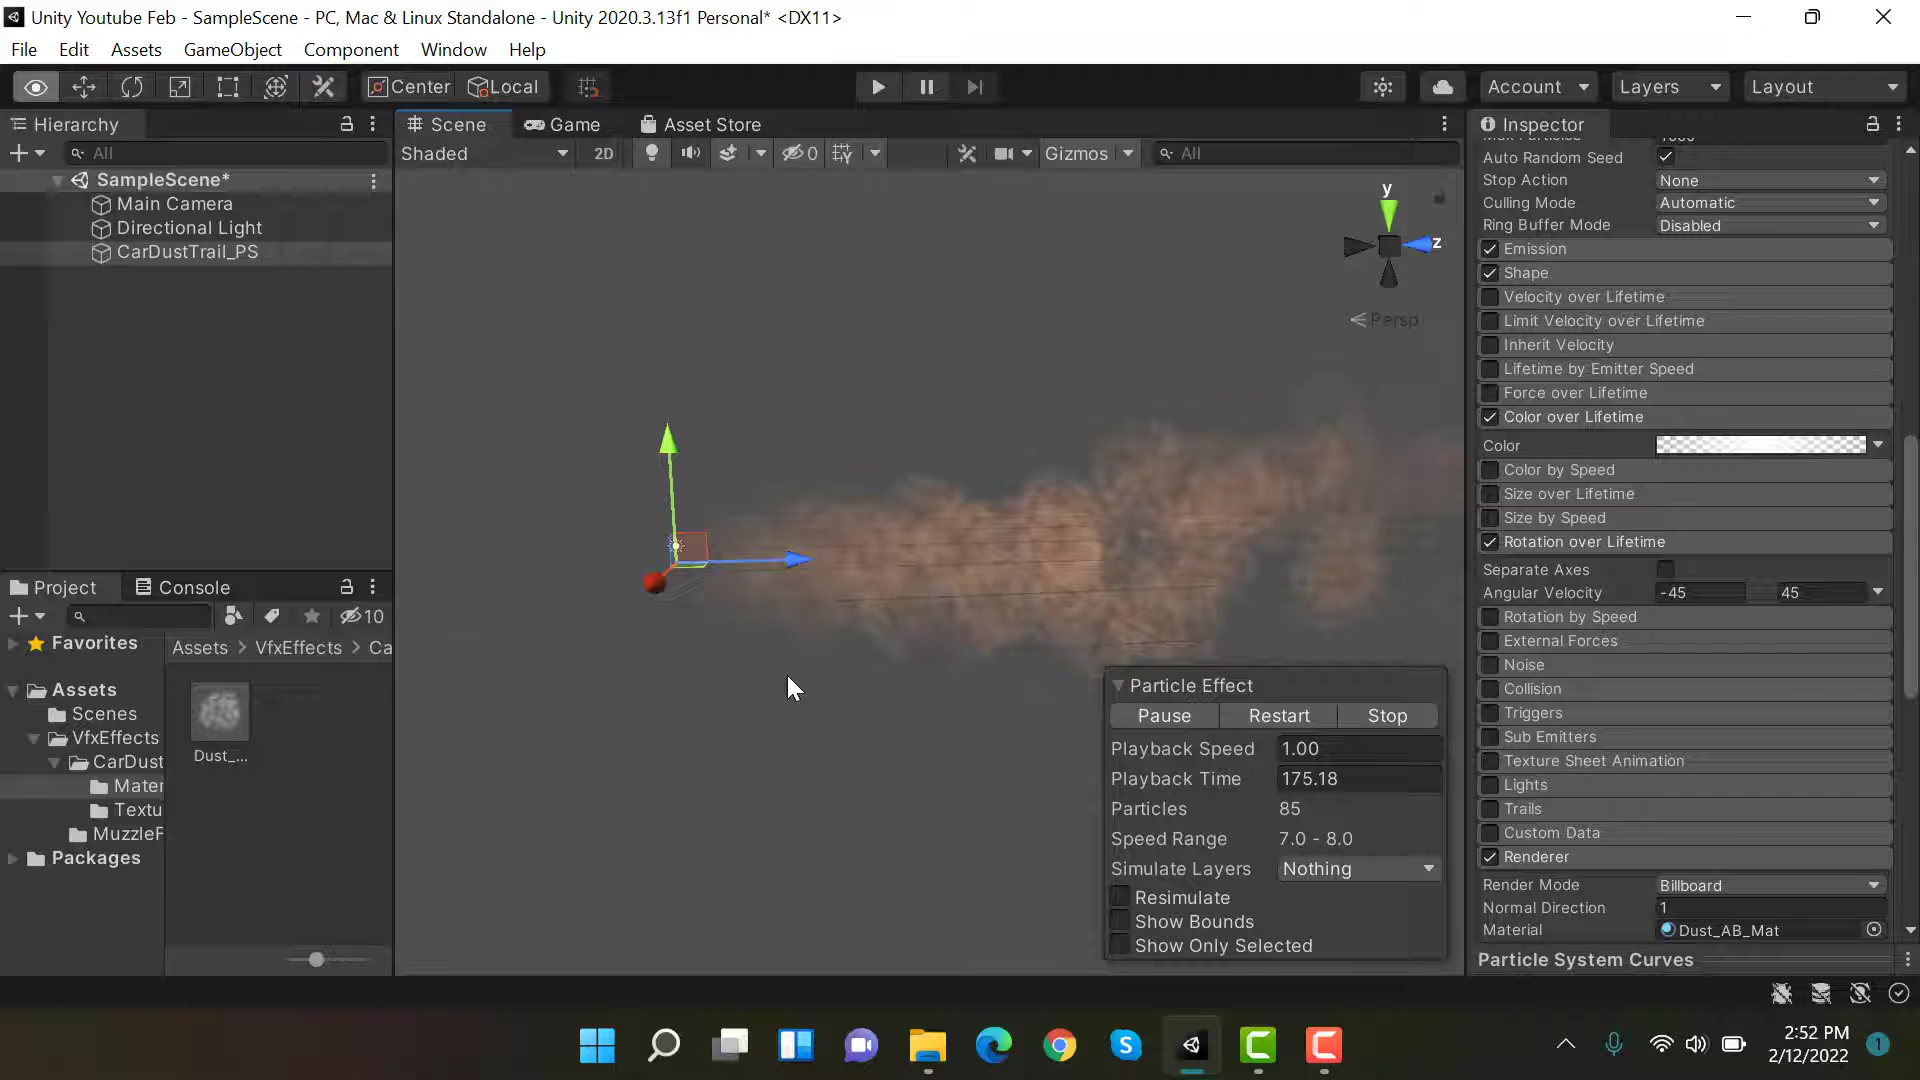 Unity Youtube Feb - SampleScene - PC, Mac & Linux Standalone - Unity 2020.3.13f1 Personal* <DX11>
File Edit Assets GameObject Component Window Help
Center Local Account Layers Layout
Hierarchy
All
SampleScene*
Main Camera
Directional Light
CarDustTrail_PS
Scene Game Asset Store
Shaded 2D 0 Gizmos All
y
z
Persp
Particle Effect
Pause Restart Stop
Playback Speed 1.00
Playback Time 175.18
Particles 85
Speed Range 7.0 - 8.0
Simulate Layers Nothing
Resimulate
Show Bounds
Show Only Selected
Project Console
10
Favorites
Assets
Scenes
VfxEffects
CarDust
Mater
Textu
MuzzleF
Packages
Assets > VfxEffects > Ca
Dust_...
Inspector
Auto Random Seed
Stop Action None
Culling Mode Automatic
Ring Buffer Mode Disabled
Emission
Shape
Velocity over Lifetime
Limit Velocity over Lifetime
Inherit Velocity
Lifetime by Emitter Speed
Force over Lifetime
Color over Lifetime
Color
Color by Speed
Size over Lifetime
Size by Speed
Rotation over Lifetime
Separate Axes
Angular Velocity -45 45
Rotation by Speed
External Forces
Noise
Collision
Triggers
Sub Emitters
Texture Sheet Animation
Lights
Trails
Custom Data
Renderer
Render Mode Billboard
Normal Direction 1
Material Dust_AB_Mat
Particle System Curves
2:52 PM
2/12/2022
1